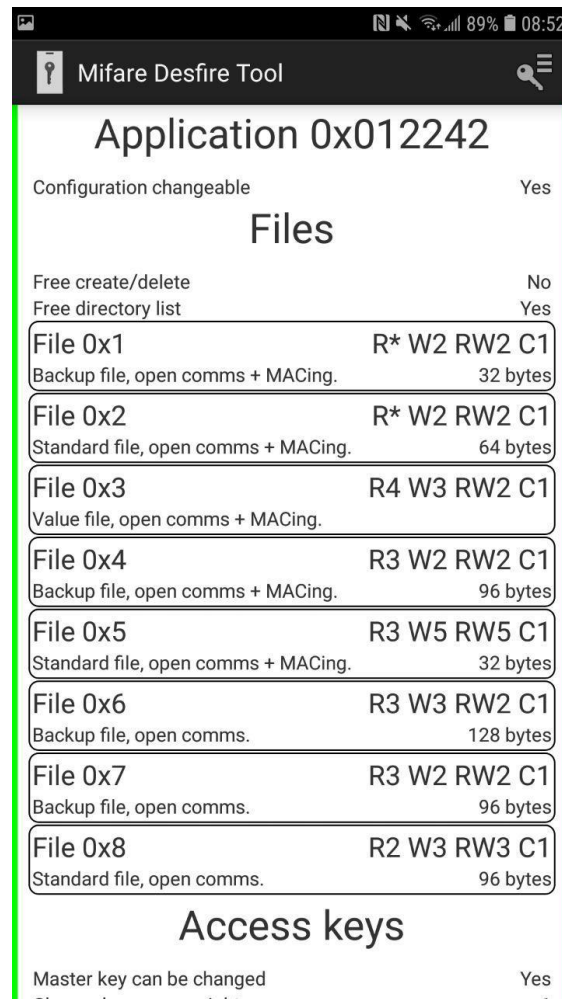 89% 08:52
Mifare Desfire Tool
Application 0x012242
Configuration changeable Yes
Files
Free create/delete No
Free directory list Yes
File 0x1 R* W2 RW2 C1
Backup file, open comms + MACing. 32 bytes
File 0x2 R* W2 RW2 C1
Standard file, open comms + MACing. 64 bytes
File 0x3 R4 W3 RW2 C1
Value file, open comms + MACing.
File 0x4 R3 W2 RW2 C1
Backup file, open comms + MACing. 96 bytes
File 0x5 R3 W5 RW5 C1
Standard file, open comms + MACing. 32 bytes
File 0x6 R3 W3 RW2 C1
Backup file, open comms. 128 bytes
File 0x7 R3 W2 RW2 C1
Backup file, open comms. 96 bytes
File 0x8 R2 W3 RW3 C1
Standard file, open comms. 96 bytes
Access keys
Master key can be changed Yes